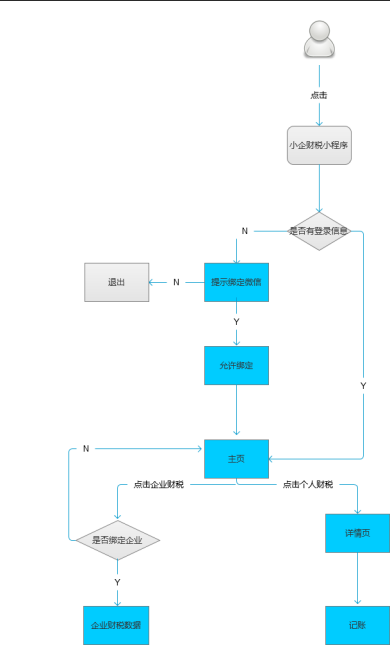 点击
小企财税小程序
是否有登录信息
N
退出
N
提示绑定微信
Y
允许绑定
Y
N
主页
点击企业财税
点击个人财税
是否绑定企业
详情页
Y
企业财税数据
记账